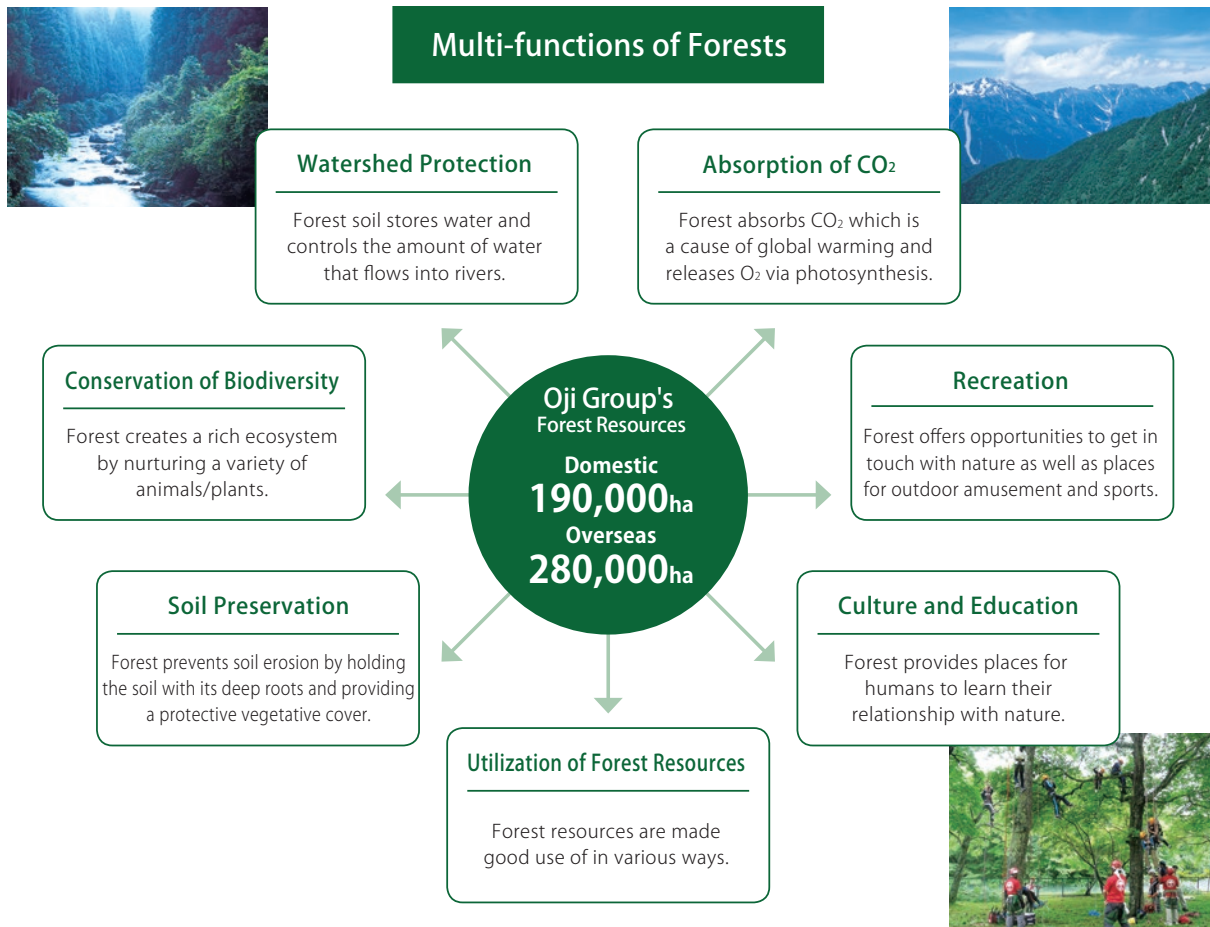 Multi-functions of Forests
Watershed Protection
Forest soil stores water and
controls the amount of water
that flows into rivers.
Absorption of CO₂
Forest absorbs CO₂ which is
a cause of global warming and
releases O₂ via photosynthesis.
Conservation of Biodiversity
Forest creates a rich ecosystem
by nurturing a variety of
animals/plants.
Oji Group's
Forest Resources
Domestic
190,000ha
Overseas
280,000ha
Recreation
Forest offers opportunities to get in
touch with nature as well as places
for outdoor amusement and sports.
Soil Preservation
Forest prevents soil erosion by holding
the soil with its deep roots and providing
a protective vegetative cover.
Culture and Education
Forest provides places for
humans to learn their
relationship with nature.
Utilization of Forest Resources
Forest resources are made
good use of in various ways.